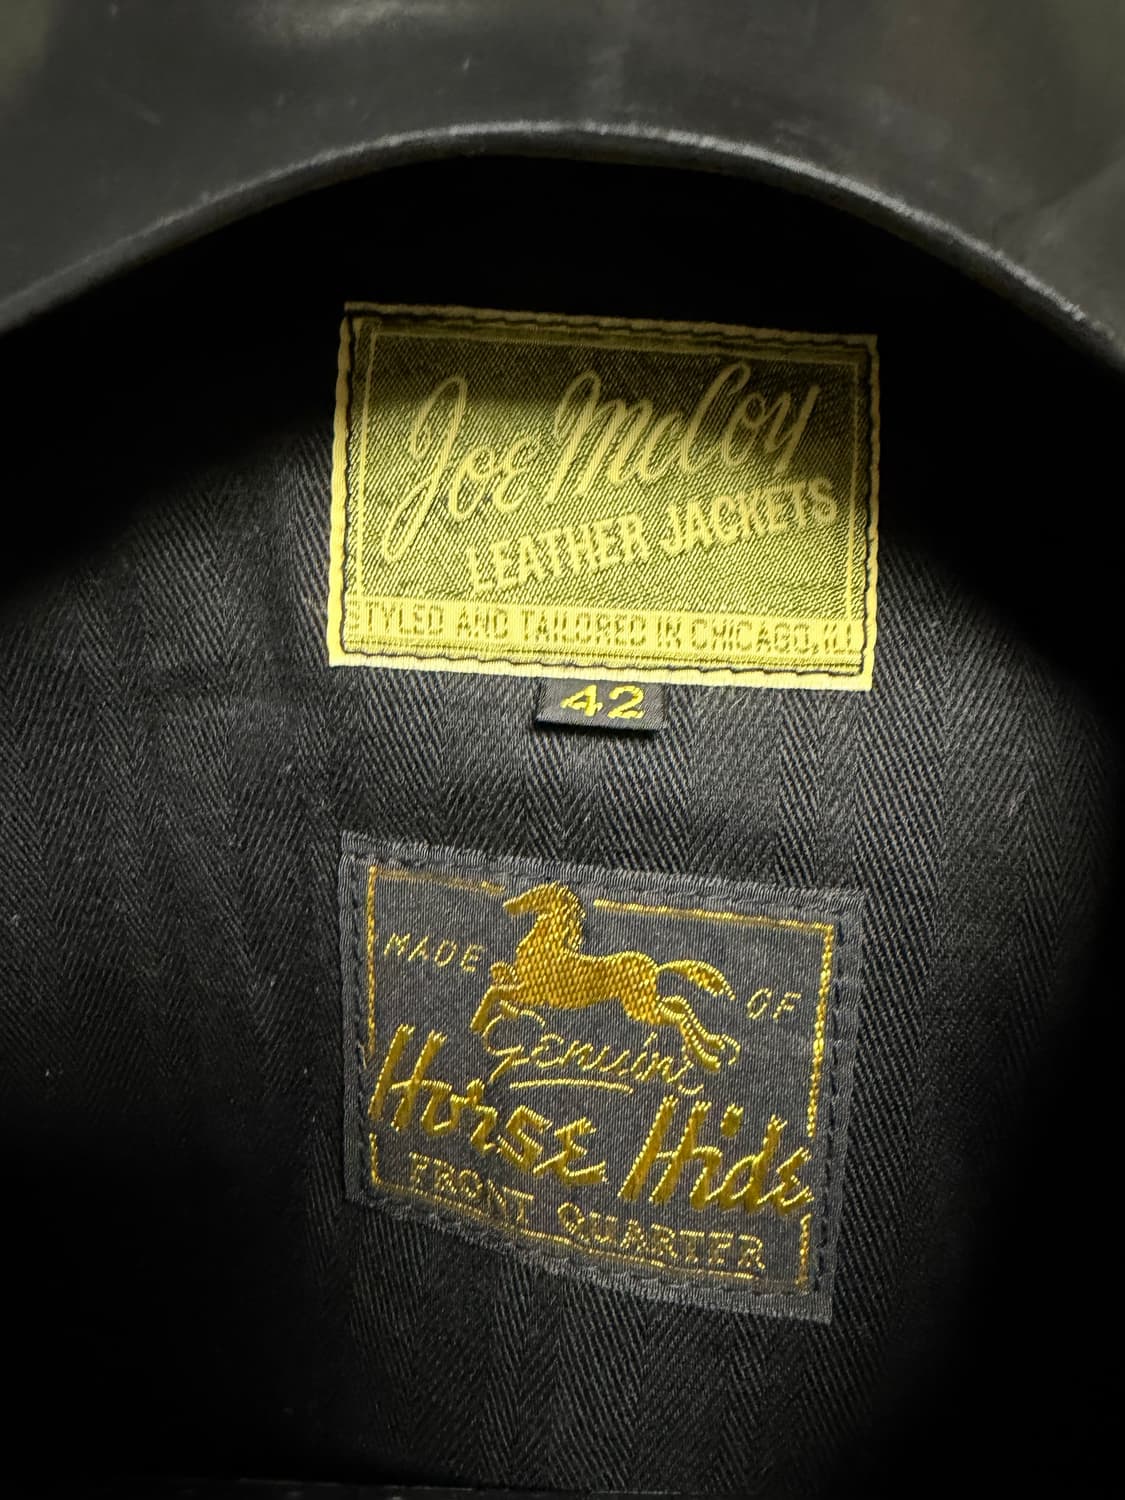 Joe McCoy
LEATHER JACKETS
STYLED AND TAILORED IN CHICAGO, ILL
42
MADE OF
Genuine
Horse Hide
FRONT QUARTER